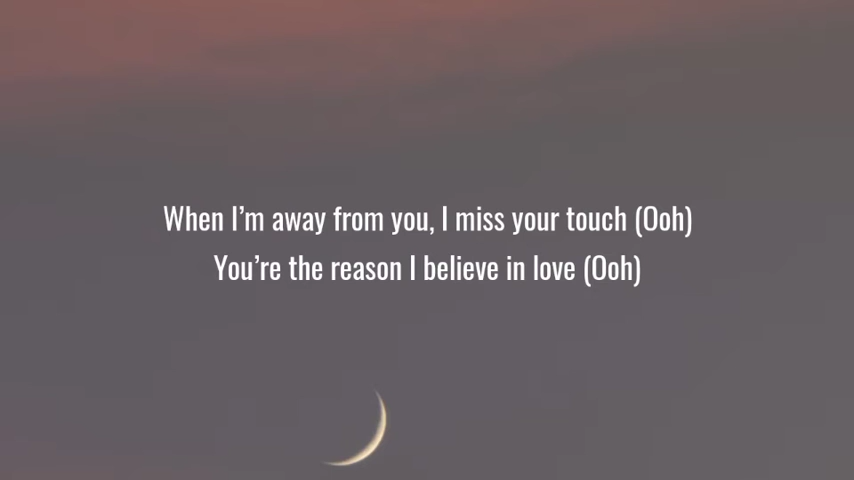 When I’m away from you, I miss your touch (Ooh)
You’re the reason I believe in love (Ooh)